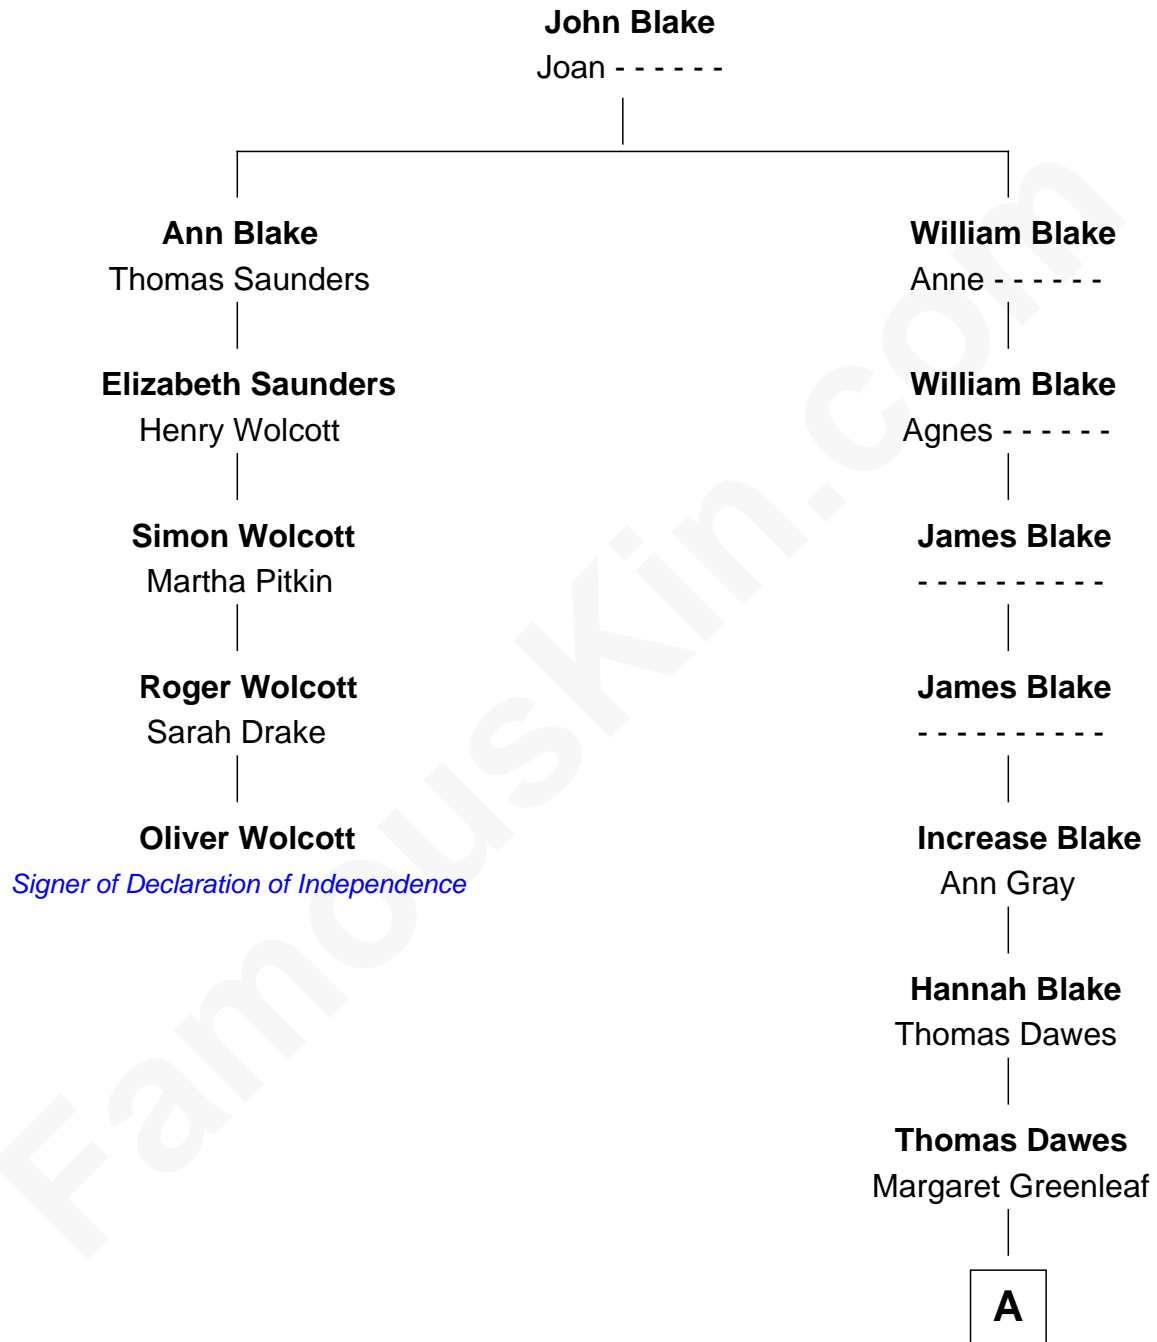 John Blake
Joan - - - - - -
Ann Blake
Thomas Saunders
Elizabeth Saunders
Henry Wolcott
Simon Wolcott
Martha Pitkin
Roger Wolcott
Sarah Drake
Oliver Wolcott
Signer of Declaration of Independence
William Blake
Anne - - - - - -
William Blake
Agnes - - - - - -
James Blake
- - - - - - - - - -
James Blake
- - - - - - - - - -
Increase Blake
Ann Gray
Hannah Blake
Thomas Dawes
Thomas Dawes
Margaret Greenleaf
A
FamousKin.com